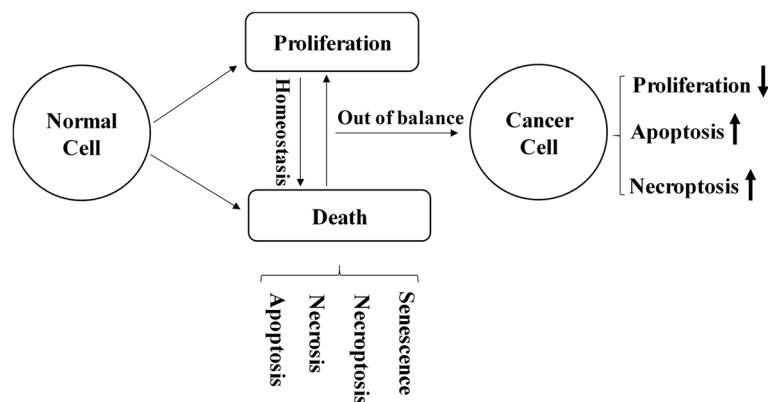 Proliferation
Normal
Cell
Homeostasis
Out of balance
Cancer
Cell
Proliferation
Apoptosis
Necroptosis
Death
Apoptosis
Necrosis
Necroptosis
Senescence